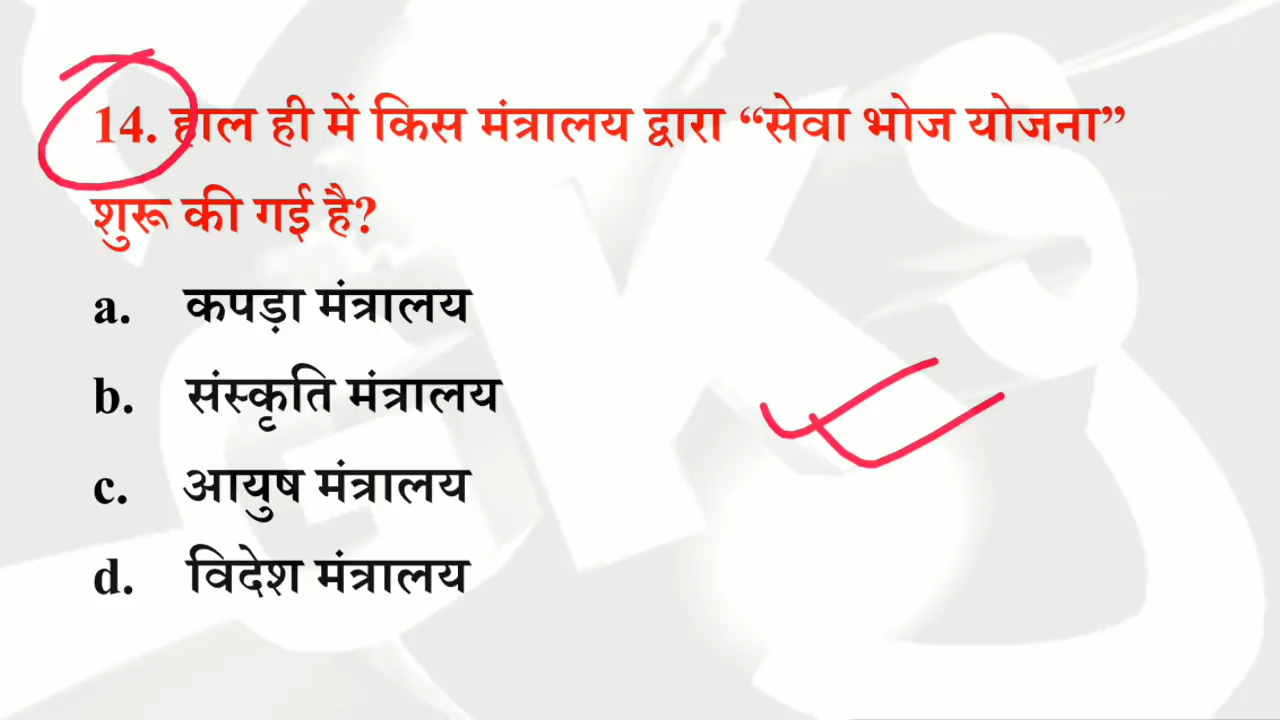 14. हाल ही में किस मंत्रालय द्वारा “सेवा भोज योजना”
शुरू की गई है?
a. कपड़ा मंत्रालय
b. संस्कृति मंत्रालय
c. आयुष मंत्रालय
d. विदेश मंत्रालय